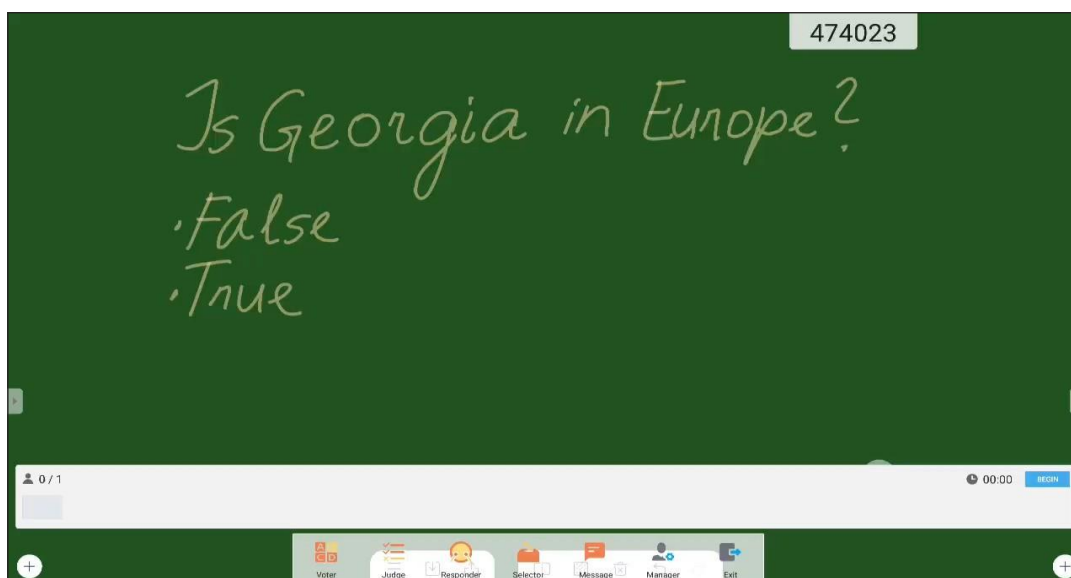 474023
Is Georgia in Europe?
·False
·True
0/1
00:00
BEGIN
A
C D
Voter
Judge
Responder
Selector
Message
Manager
Exit